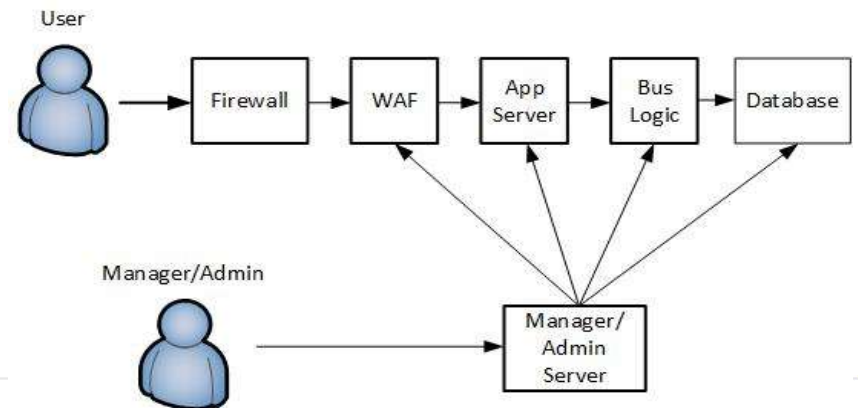 User
Firewall
WAF
App
Server
Bus
Logic
Database
Manager/Admin
Manager/
Admin
Server